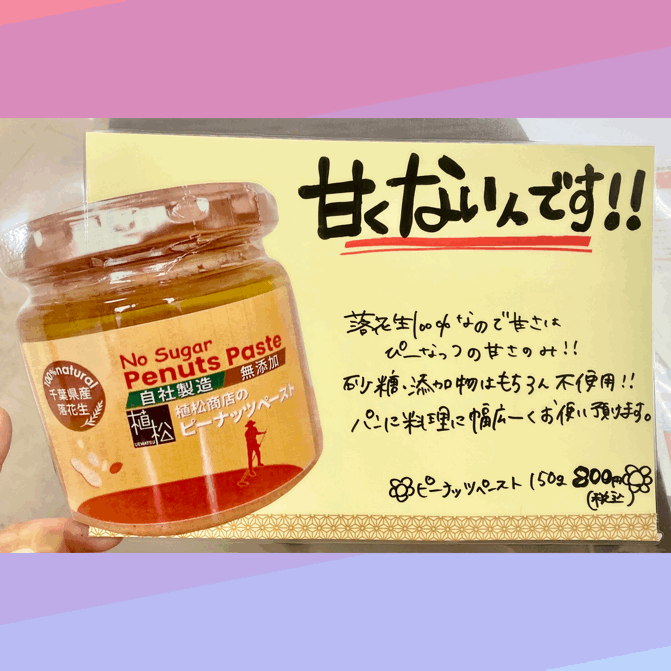 甘くないんです!!
落花生100%なので甘さは
ぴーなっつの甘さのみ!!
砂糖・添加物はもちろん不使用!!
パンに料理に幅広くお使い頂けます。
ピーナッツペースト 150g 800円
(税込)
100% natural
千葉県産
落花生
No Sugar
Penuts Paste
自社製造
無添加
植松
UEMATSU
植松商店の
ピーナッツペースト